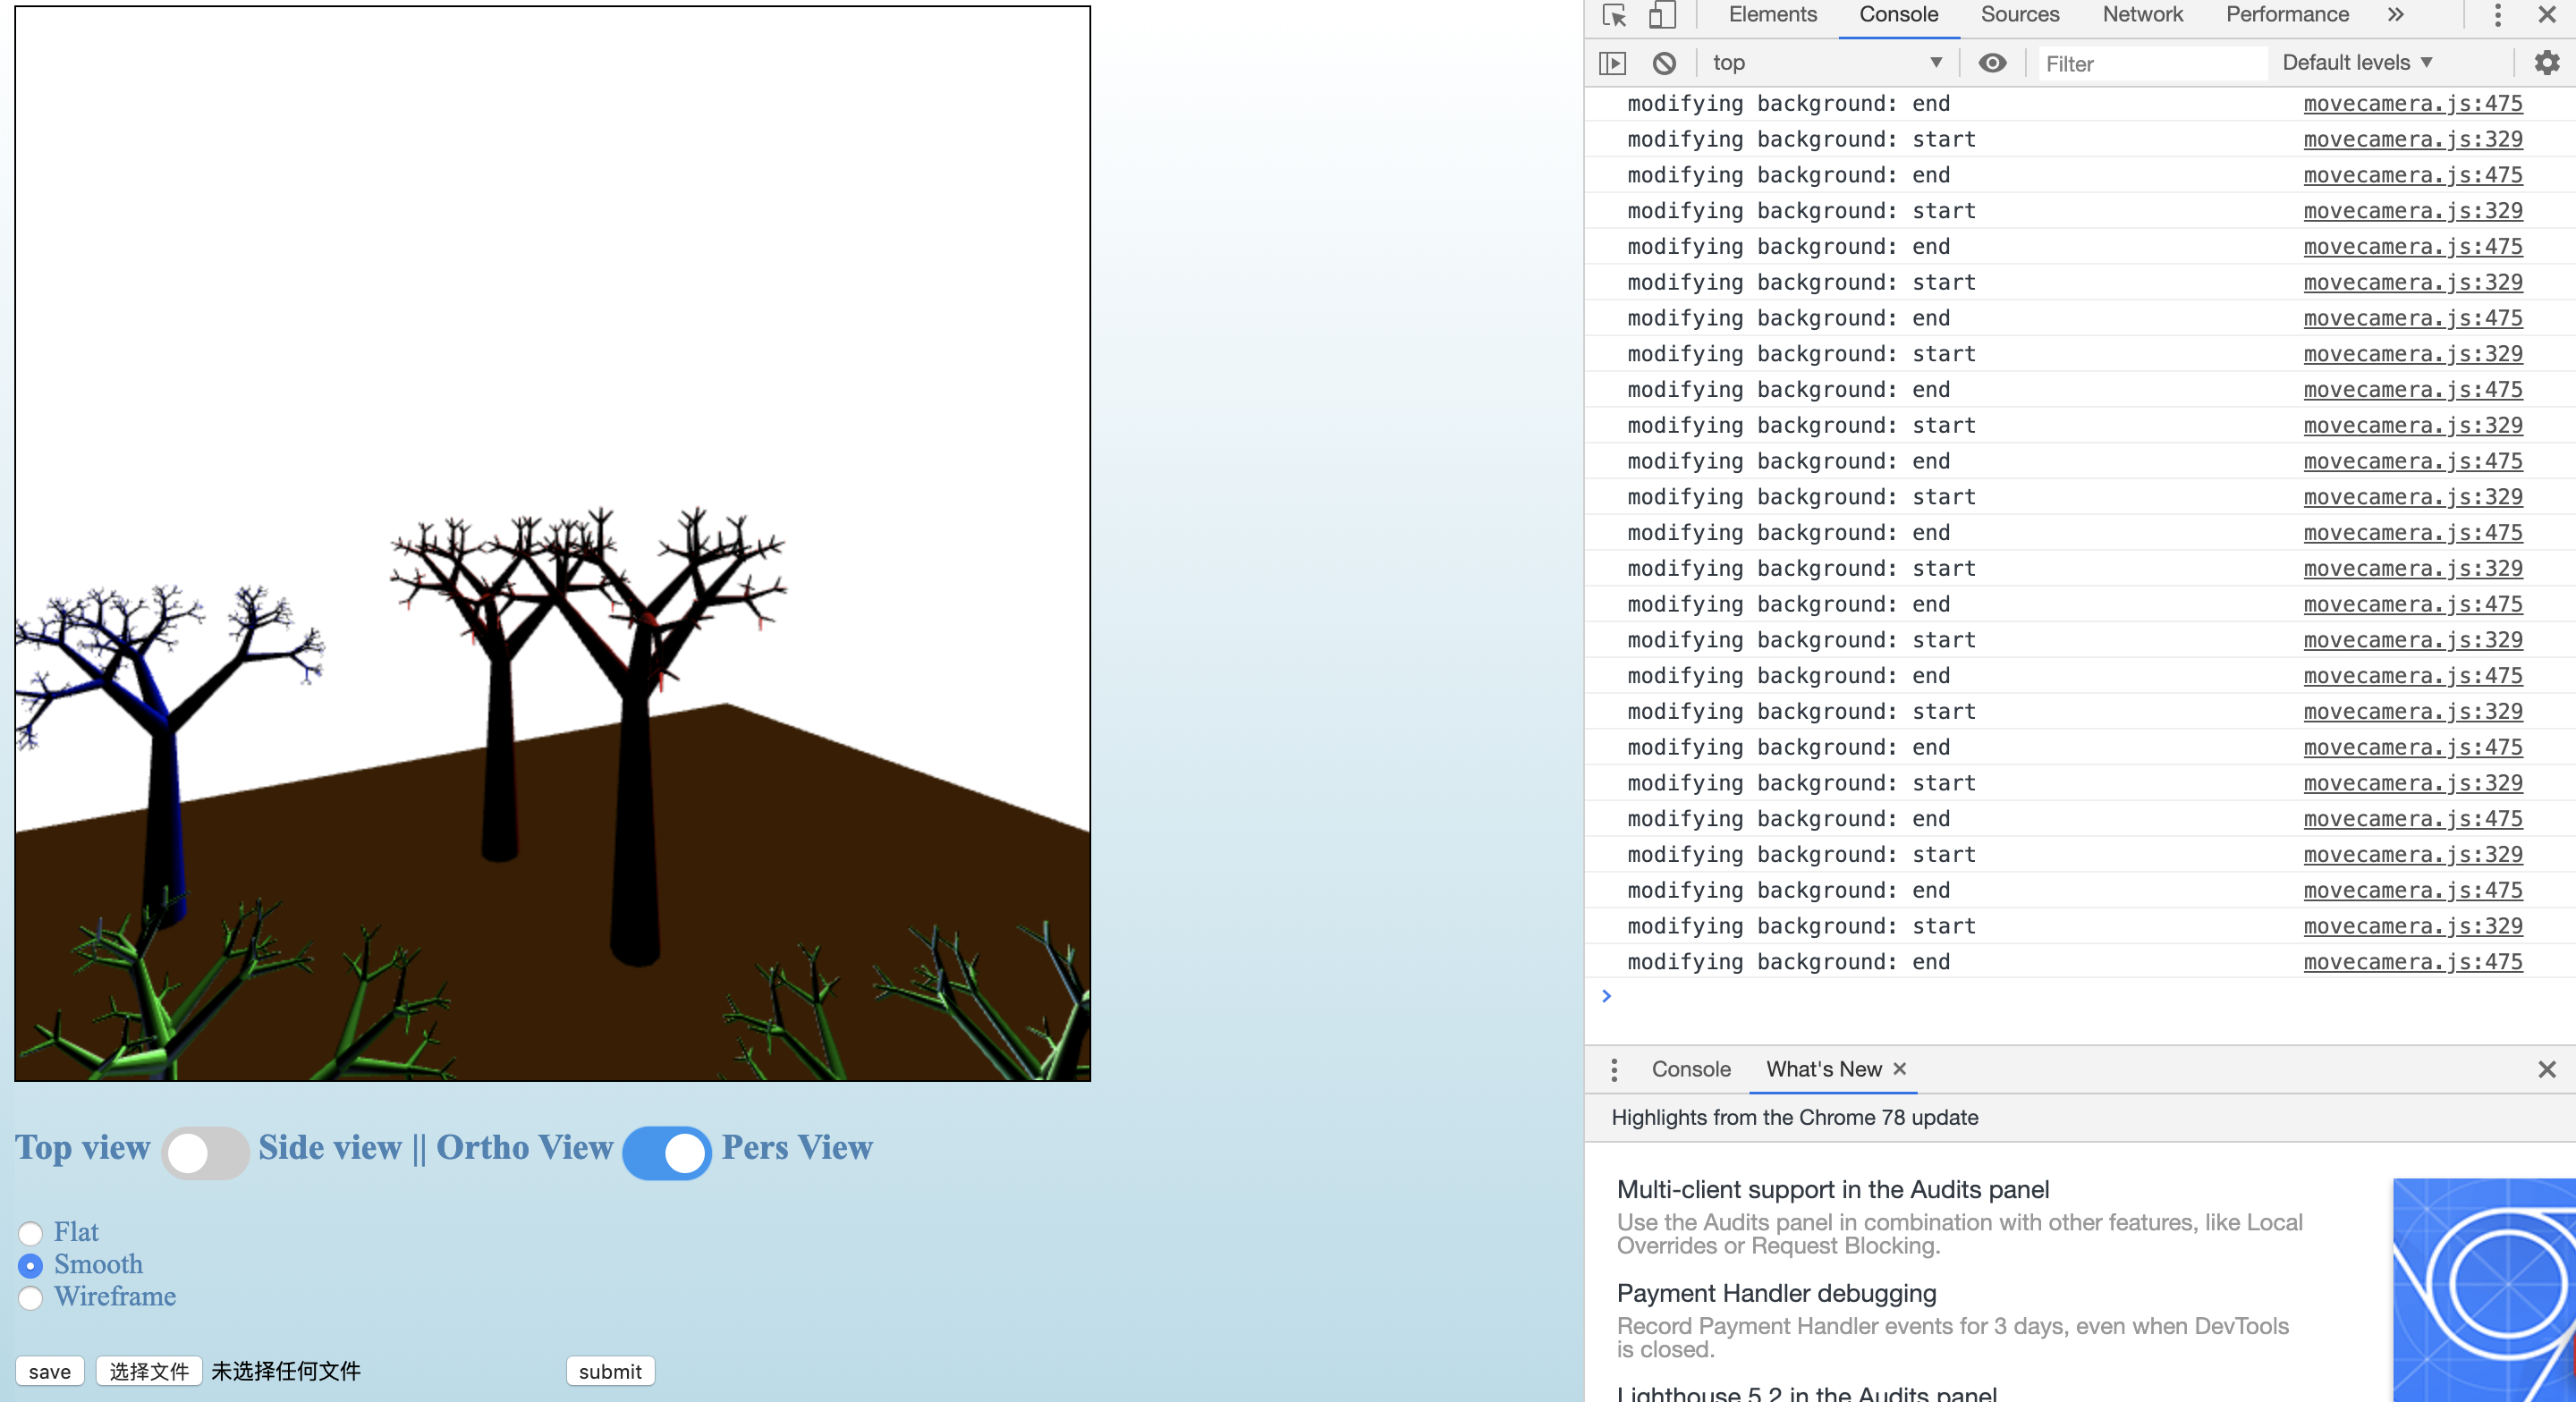 Elements Console Sources Network Performance »
top Filter Default levels
modifying background: end movecamera.js:475
modifying background: start movecamera.js:329
modifying background: end movecamera.js:475
modifying background: start movecamera.js:329
modifying background: end movecamera.js:475
modifying background: start movecamera.js:329
modifying background: end movecamera.js:475
modifying background: start movecamera.js:329
modifying background: end movecamera.js:475
modifying background: start movecamera.js:329
modifying background: end movecamera.js:475
modifying background: start movecamera.js:329
modifying background: end movecamera.js:475
modifying background: start movecamera.js:329
modifying background: end movecamera.js:475
modifying background: start movecamera.js:329
modifying background: end movecamera.js:475
modifying background: start movecamera.js:329
modifying background: end movecamera.js:475
modifying background: start movecamera.js:329
modifying background: end movecamera.js:475
modifying background: start movecamera.js:329
modifying background: end movecamera.js:475
modifying background: start movecamera.js:329
modifying background: end movecamera.js:475
Console What's New
Highlights from the Chrome 78 update
Multi-client support in the Audits panel
Use the Audits panel in combination with other features, like Local
Overrides or Request Blocking.
Payment Handler debugging
Record Payment Handler events for 3 days, even when DevTools
is closed.
Lighthouse 5.2 in the Audits panel
Top view Side view || Ortho View Pers View
Flat
Smooth
Wireframe
save 选择文件 未选择任何文件 submit